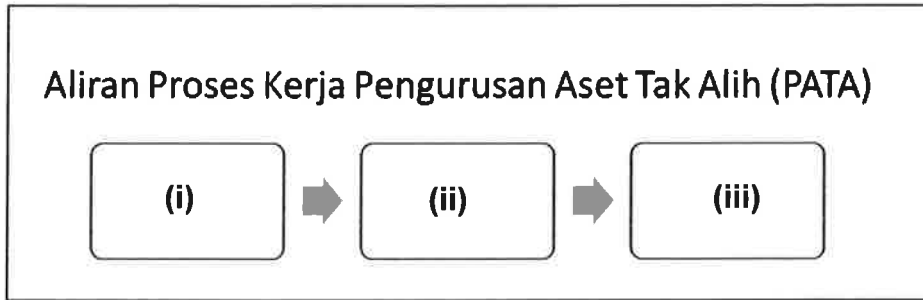 Aliran Proses Kerja Pengurusan Aset Tak Alih (PATA)
(i)
(ii)
(iii)